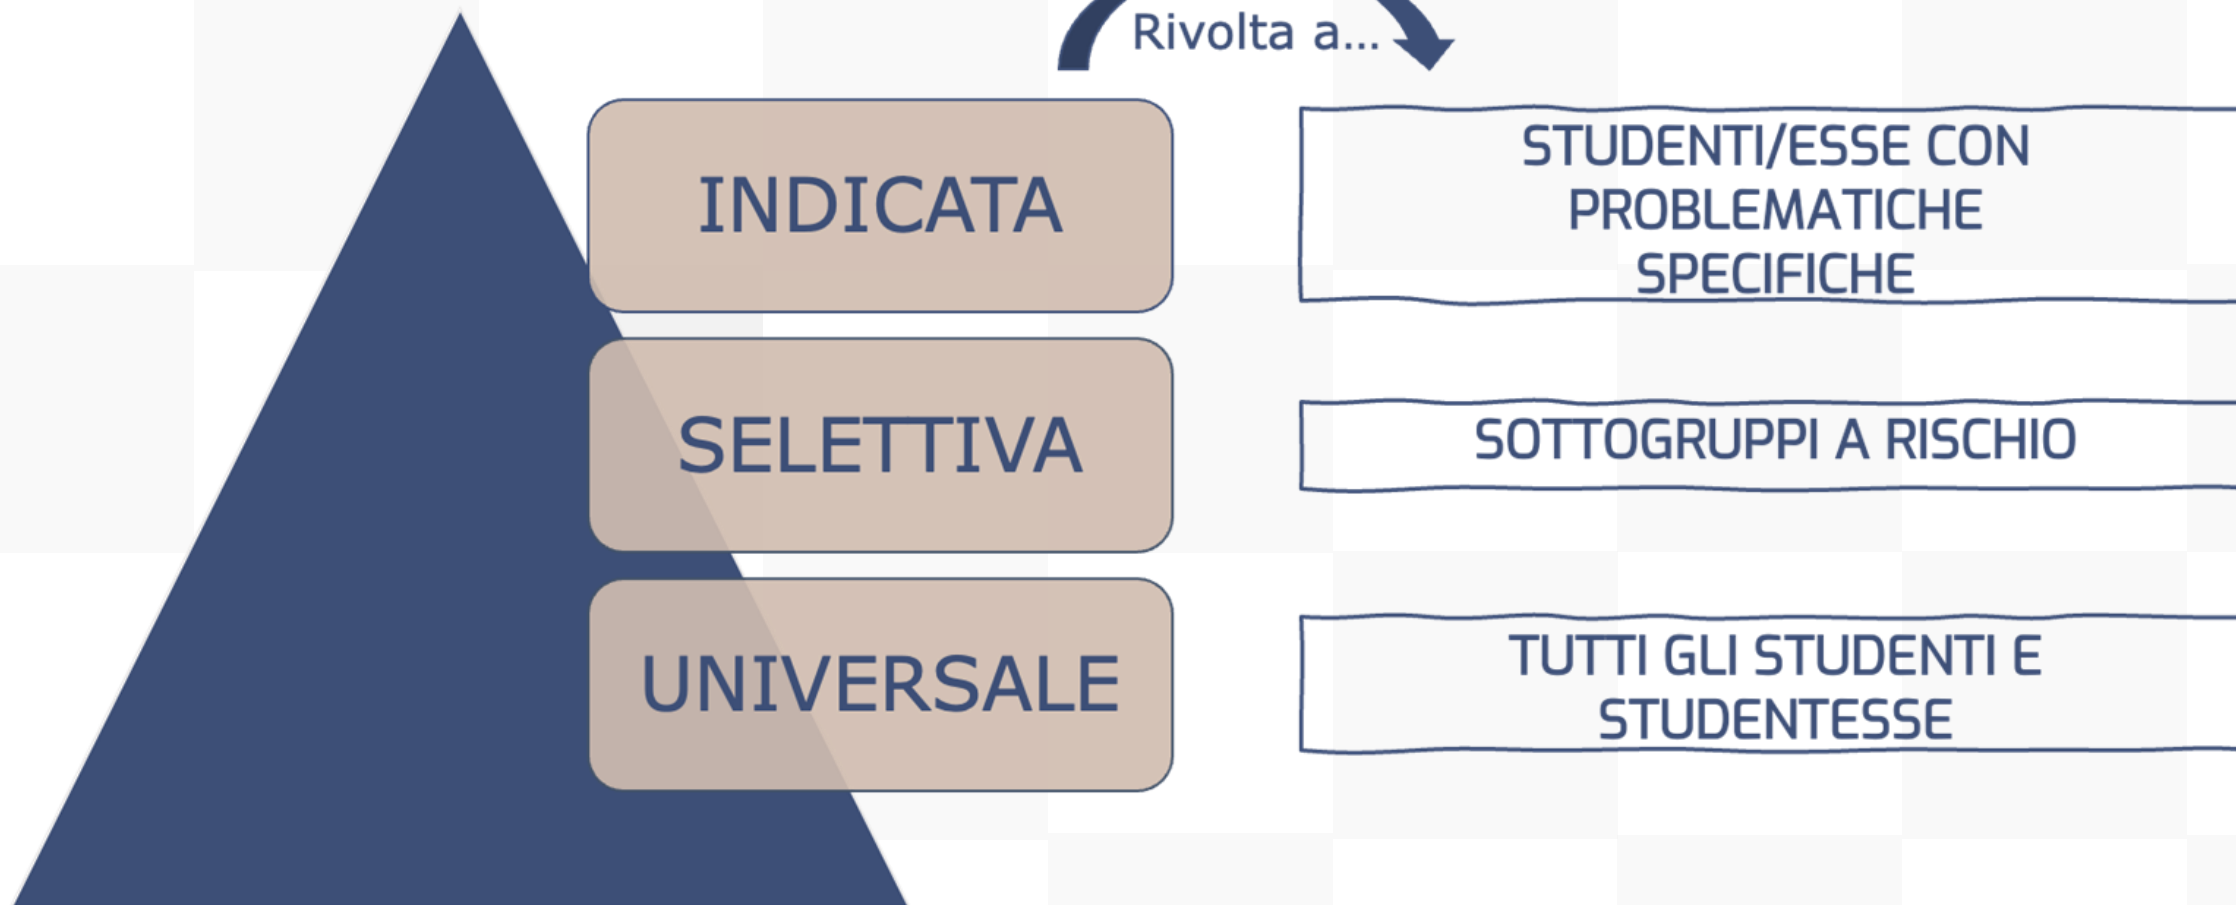 Rivolta a...
INDICATA
STUDENTI/ESSE CON
PROBLEMATICHE
SPECIFICHE
SELETTIVA
SOTTOGRUPPI A RISCHIO
UNIVERSALE
TUTTI GLI STUDENTI E
STUDENTESSE